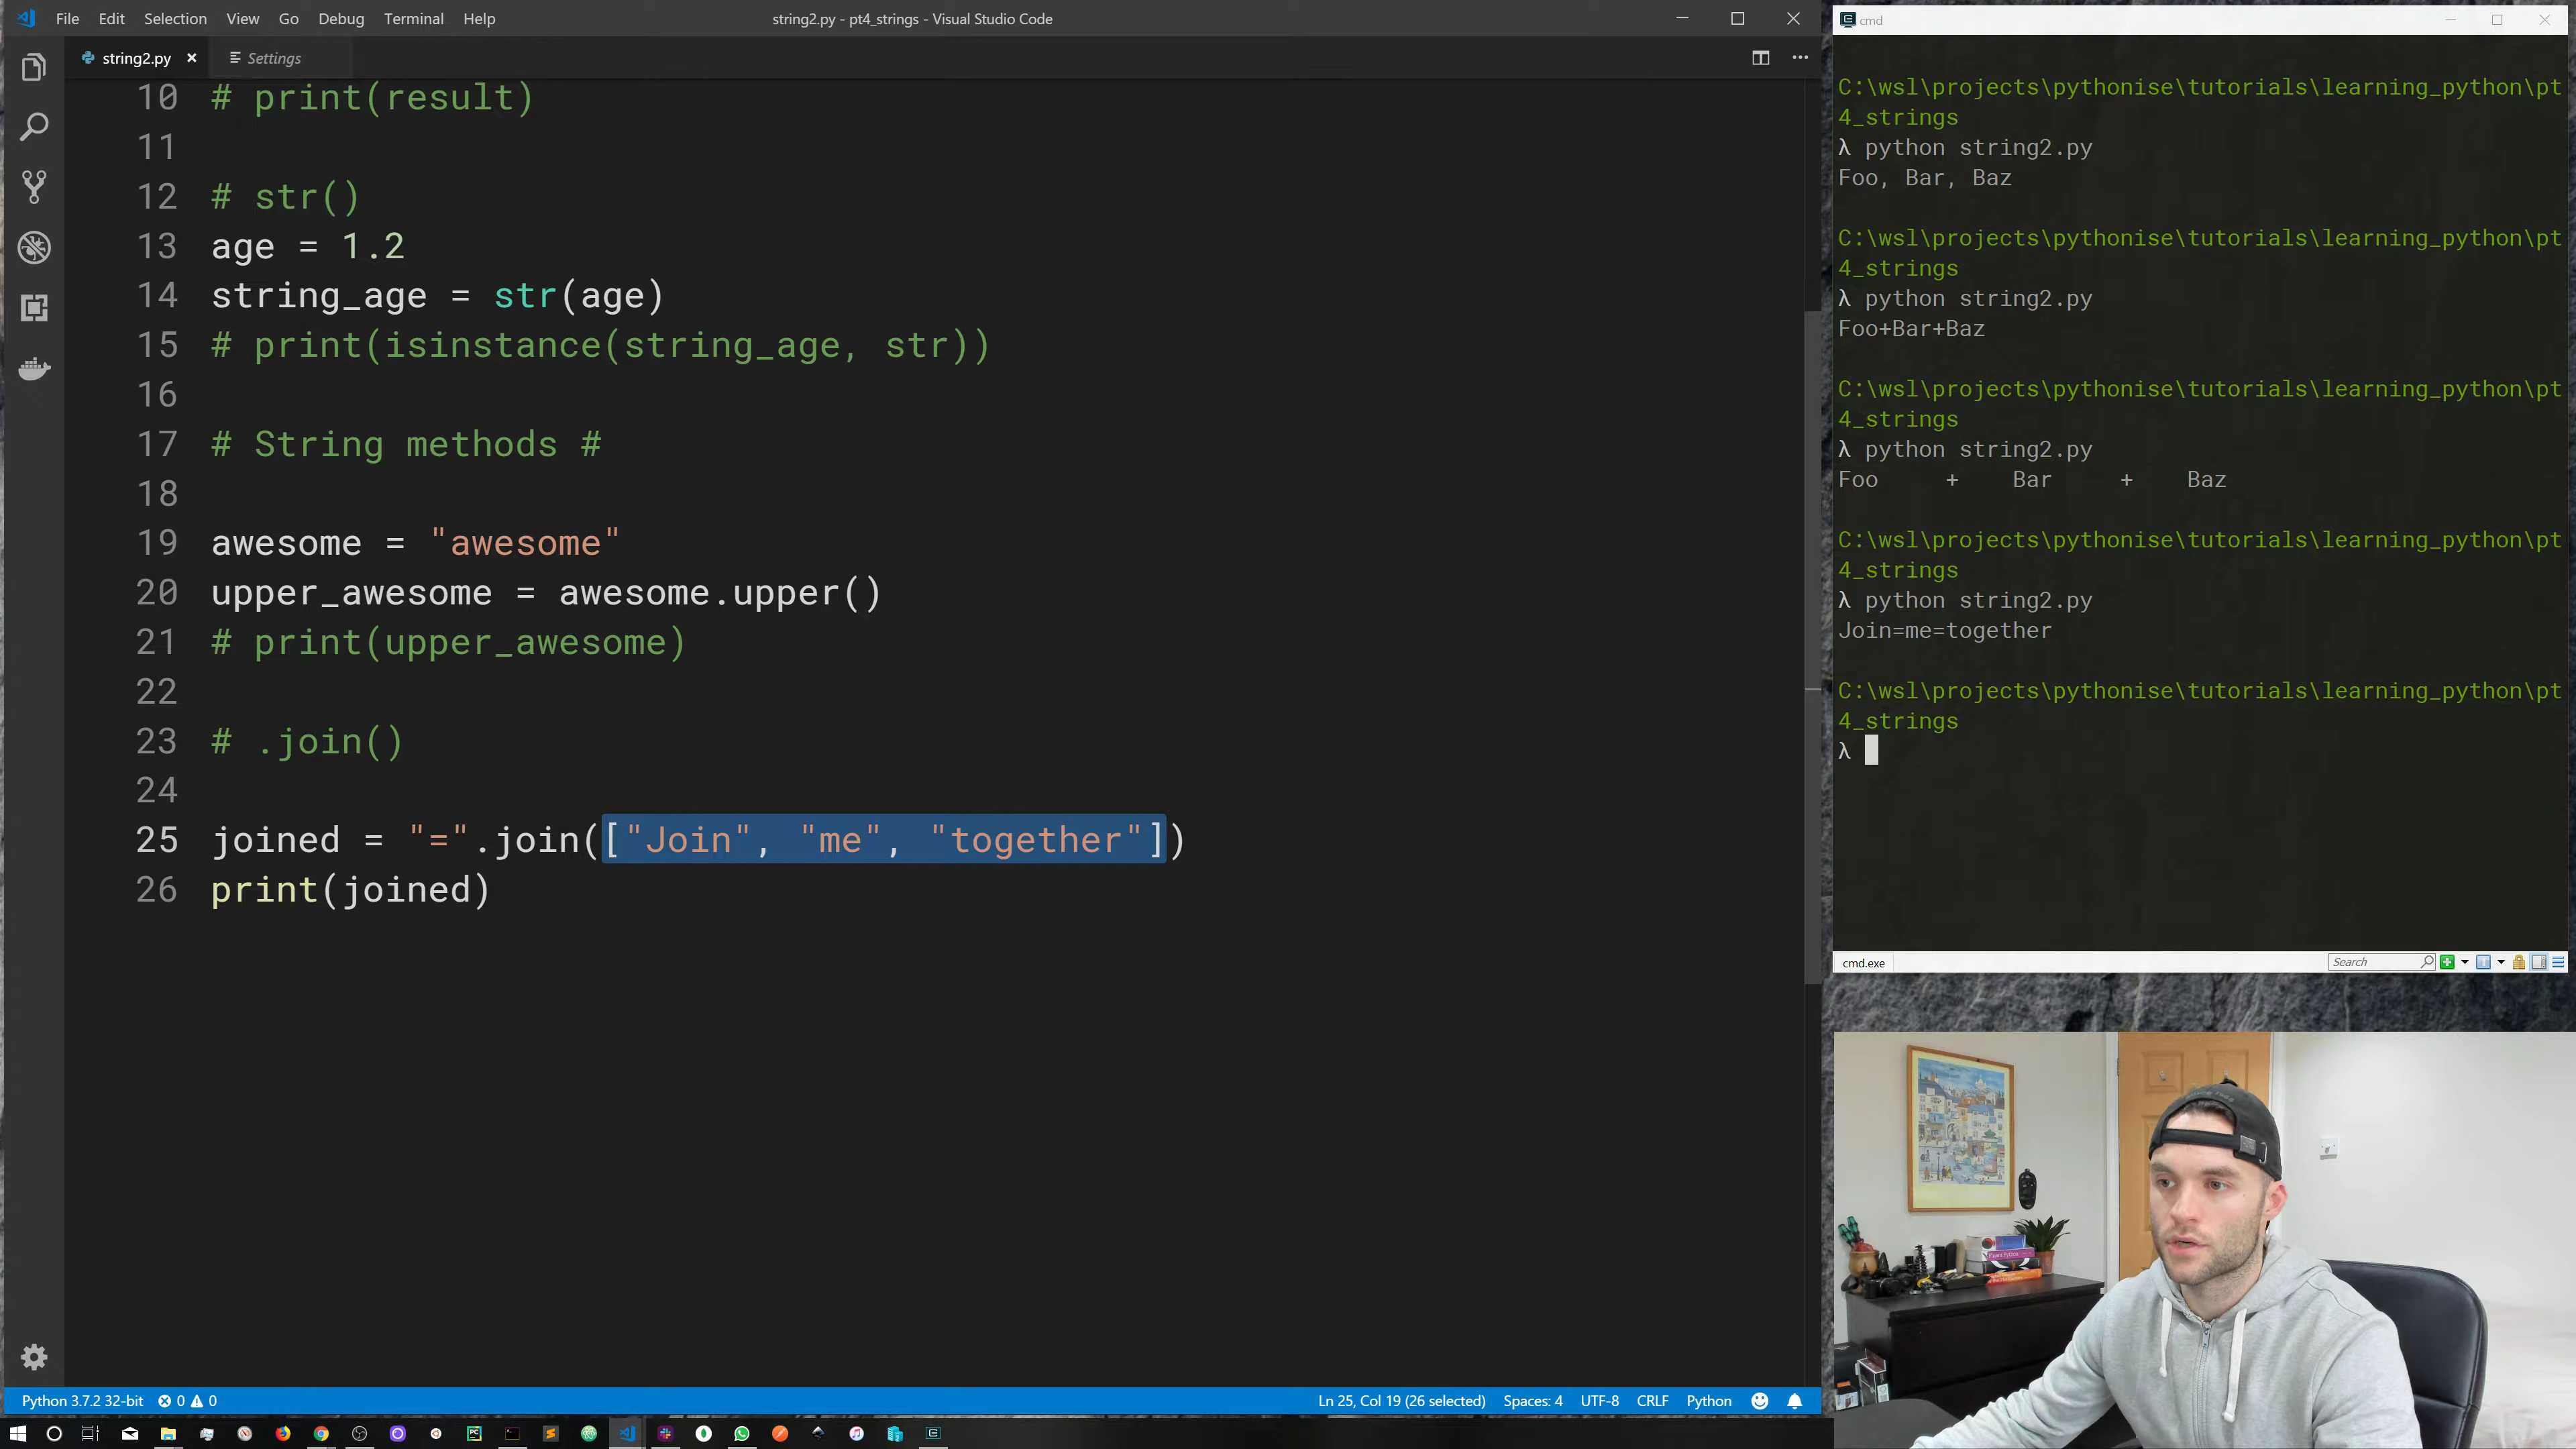 File Edit Selection View Go Debug Terminal Help
string2.py - pt4_strings - Visual Studio Code
string2.py
Settings
10 # print(result)
11
12 # str()
13 age = 1.2
14 string_age = str(age)
15 # print(isinstance(string_age, str))
16
17 # String methods #
18
19 awesome = "awesome"
20 upper_awesome = awesome.upper()
21 # print(upper_awesome)
22
23 # .join()
24
25 joined = "=".join(["Join", "me", "together"])
26 print(joined)
Python 3.7.2 32-bit 0 0
Ln 25, Col 19 (26 selected) Spaces: 4 UTF-8 CRLF Python
cmd
C:\wsl\projects\pythonise\tutorials\learning_python\pt
4_strings
λ python string2.py
Foo, Bar, Baz
C:\wsl\projects\pythonise\tutorials\learning_python\pt
4_strings
λ python string2.py
Foo+Bar+Baz
C:\wsl\projects\pythonise\tutorials\learning_python\pt
4_strings
λ python string2.py
Foo + Bar + Baz
C:\wsl\projects\pythonise\tutorials\learning_python\pt
4_strings
λ python string2.py
Join=me=together
C:\wsl\projects\pythonise\tutorials\learning_python\pt
4_strings
λ
cmd.exe
Search